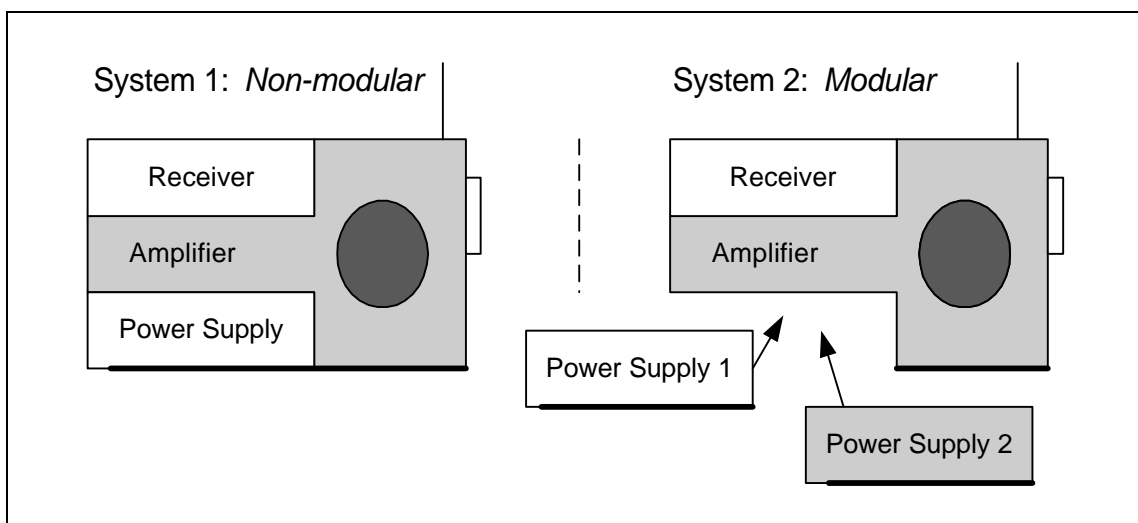 System 1: Non-modular
Receiver
Amplifier
Power Supply
System 2: Modular
Receiver
Amplifier
Power Supply 1
Power Supply 2